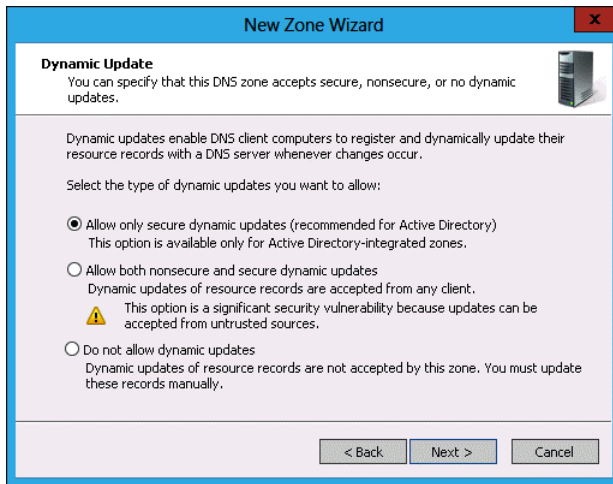 New Zone Wizard
x
Dynamic Update
You can specify that this DNS zone accepts secure, nonsecure, or no dynamic
updates.
Dynamic updates enable DNS client computers to register and dynamically update their
resource records with a DNS server whenever changes occur.
Select the type of dynamic updates you want to allow:
Allow only secure dynamic updates (recommended for Active Directory)
This option is available only for Active Directory-integrated zones.
Allow both nonsecure and secure dynamic updates
Dynamic updates of resource records are accepted from any client.
This option is a significant security vulnerability because updates can be
accepted from untrusted sources.
Do not allow dynamic updates
Dynamic updates of resource records are not accepted by this zone. You must update
these records manually.
< Back Next > Cancel